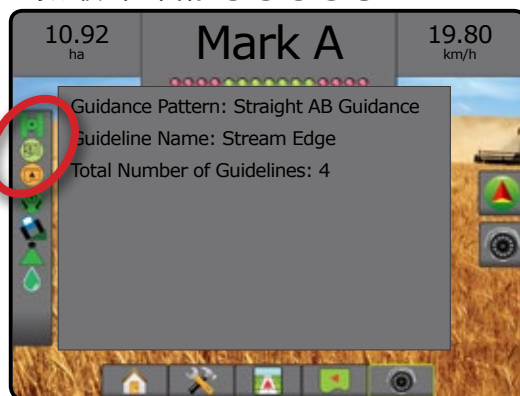 10.92
ha
Mark A
19.80
km/h
Guidance Pattern: Straight AB Guidance
Guideline Name: Stream Edge
Total Number of Guidelines: 4